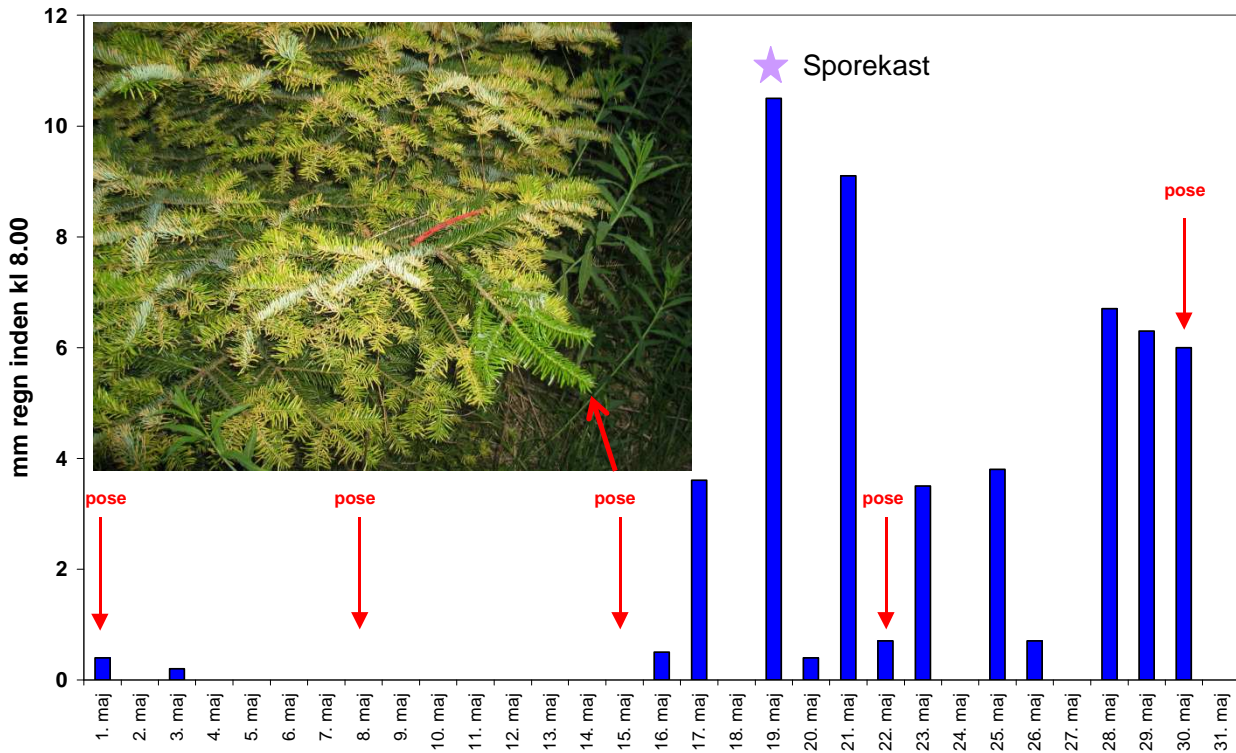 12
Sporekast
10
pose
8
mm regn inden kl 8.00
6
4
pose
pose
pose
pose
2
0
1. maj
2. maj
3. maj
4. maj
5. maj
6. maj
7. maj
8. maj
9. maj
10. maj
11. maj
12. maj
13. maj
14. maj
15. maj
16. maj
17. maj
18. maj
19. maj
20. maj
21. maj
22. maj
23. maj
24. maj
25. maj
26. maj
27. maj
28. maj
29. maj
30. maj
31. maj